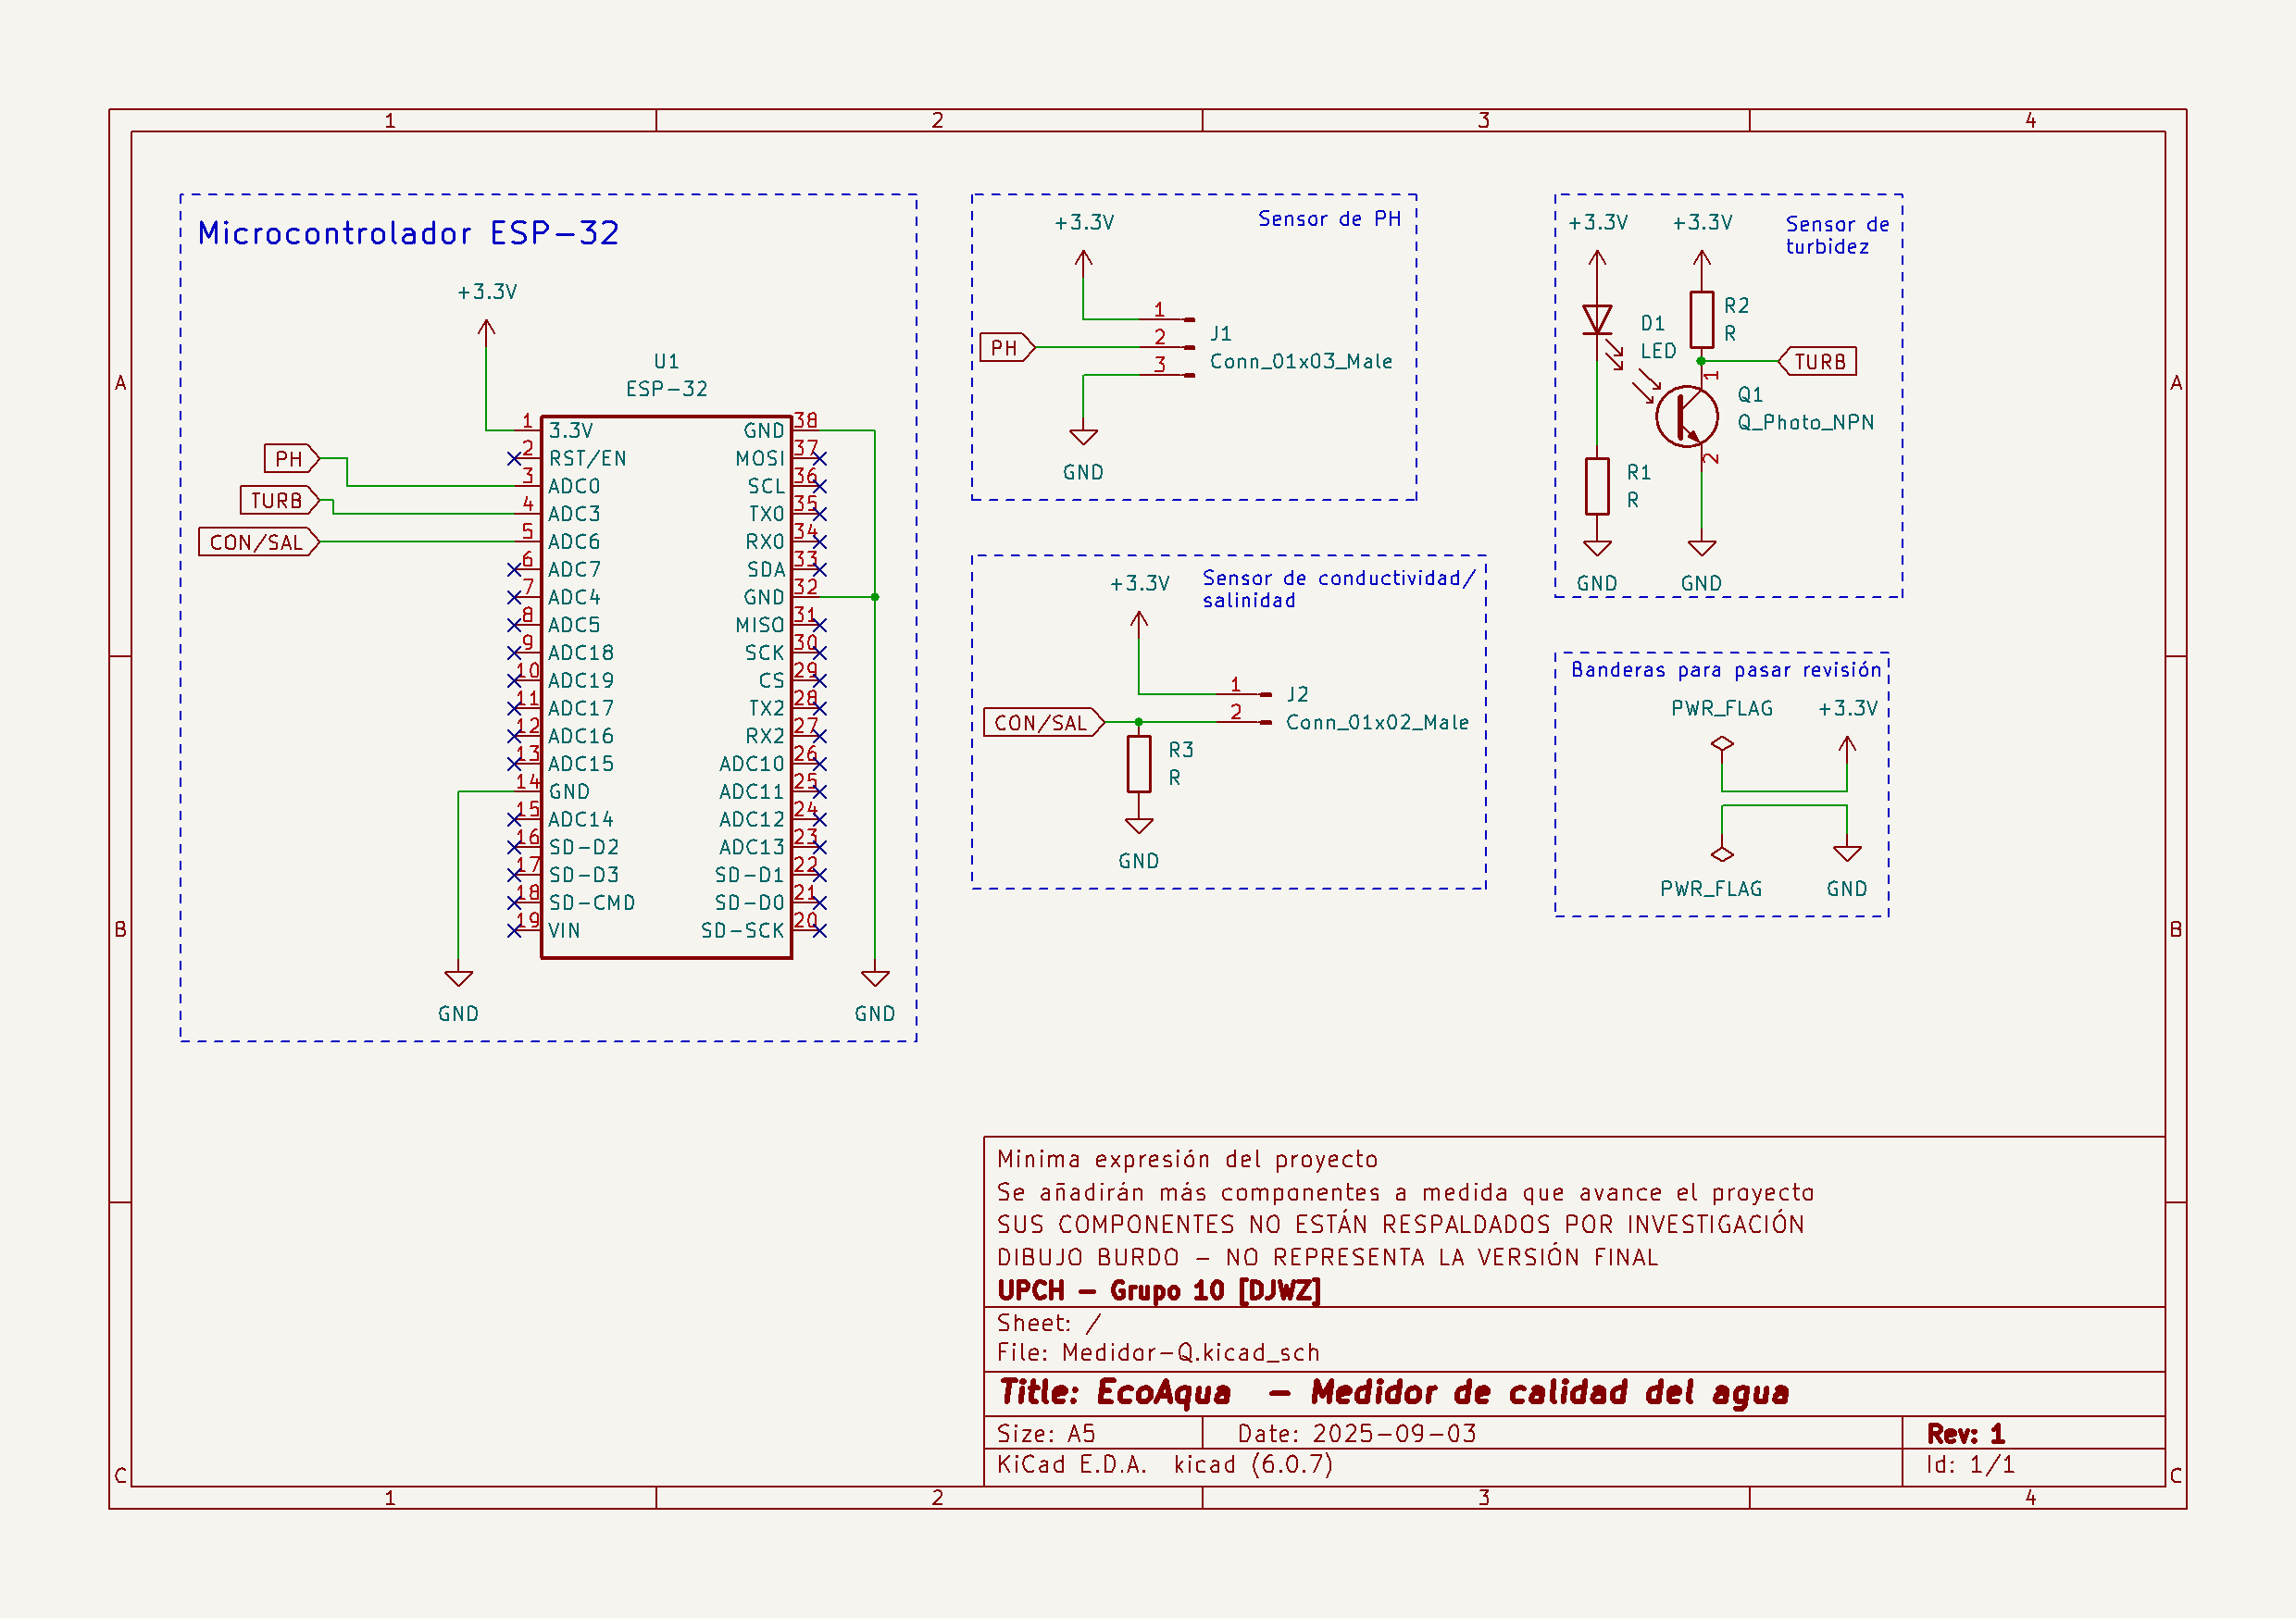 1 2 3 4
A
B
C
Microcontrolador ESP-32
+3.3V
U1
ESP-32
PH
TURB
CON/SAL
1 3.3V
2 RST/EN
3 ADC0
4 ADC3
5 ADC6
6 ADC7
7 ADC4
8 ADC5
9 ADC18
10 ADC19
11 ADC17
12 ADC16
13 ADC15
14 GND
15 ADC14
16 SD-D2
17 SD-D3
18 SD-CMD
19 VIN
GND 38
MOSI 37
SCL 36
TX0 35
RX0 34
SDA 33
GND 32
MISO 31
SCK 30
CS 29
TX2 28
RX2 27
ADC10 26
ADC11 25
ADC12 24
ADC13 23
SD-D1 22
SD-D0 21
SD-SCK 20
GND
GND
Sensor de PH
+3.3V
PH
1
2
3
J1
Conn_01x03_Male
GND
Sensor de conductividad/
salinidad
+3.3V
CON/SAL
1
2
J2
Conn_01x02_Male
R3
R
GND
Sensor de
turbidez
+3.3V
+3.3V
D1
LED
R2
R
TURB
1
Q1
Q_Photo_NPN
2
R1
R
GND
GND
Banderas para pasar revisión
PWR_FLAG
+3.3V
PWR_FLAG
GND
Minima expresión del proyecto
Se añadirán más componentes a medida que avance el proyecto
SUS COMPONENTES NO ESTÁN RESPALDADOS POR INVESTIGACIÓN
DIBUJO BURDO - NO REPRESENTA LA VERSIÓN FINAL
UPCH - Grupo 10 [DJWZ]
Sheet: /
File: Medidor-Q.kicad_sch
Title: EcoAqua - Medidor de calidad del agua
Size: A5
Date: 2025-09-03
Rev: 1
KiCad E.D.A. kicad (6.0.7)
Id: 1/1
A
B
C
1 2 3 4